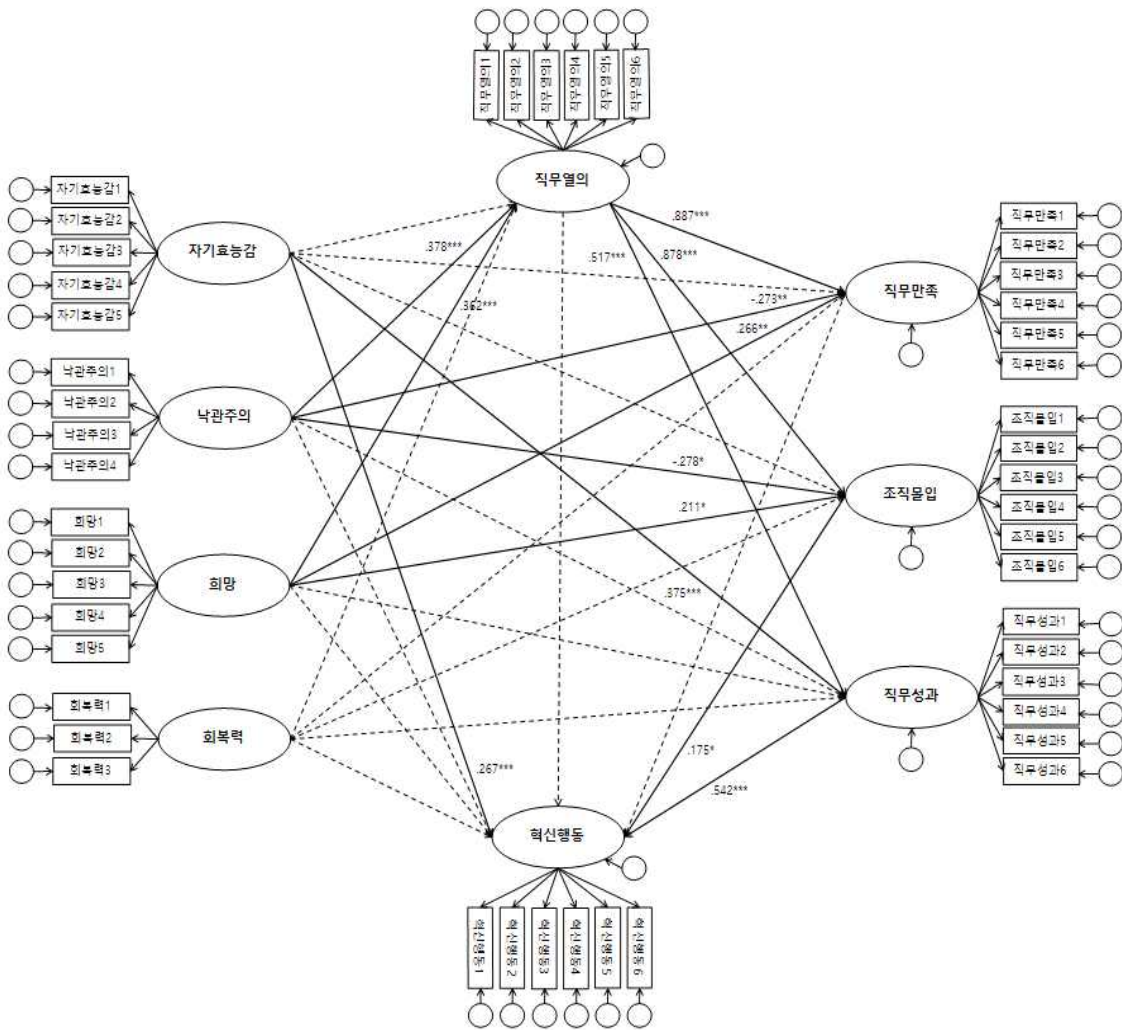 직무열의1
직무열의2
직무열의3
직무열의4
직무열의5
직무열의6
직무열의
자기효능감1
자기효능감2
자기효능감3
자기효능감4
자기효능감5
자기효능감
낙관주의1
낙관주의2
낙관주의3
낙관주의4
낙관주의
희망1
희망2
희망3
희망4
희망5
희망
회복력1
회복력2
회복력3
회복력
.378***
.362***
.887***
.517***
.878***
-.273**
.266**
-.278*
.211*
.375***
.267***
.175*
.542***
직무만족
직무만족1
직무만족2
직무만족3
직무만족4
직무만족5
직무만족6
조직몰입
조직몰입1
조직몰입2
조직몰입3
조직몰입4
조직몰입5
조직몰입6
직무성과
직무성과1
직무성과2
직무성과3
직무성과4
직무성과5
직무성과6
혁신행동
혁신행동1
혁신행동2
혁신행동3
혁신행동4
혁신행동5
혁신행동6